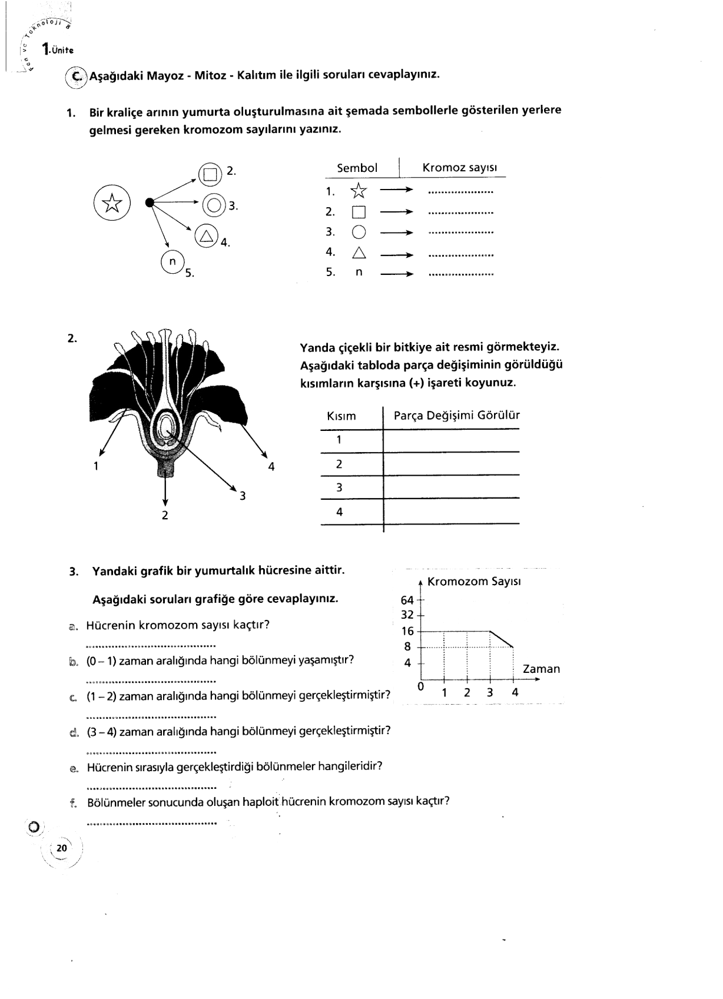 Fen ve Teknoloji 8
1.Ünite
C. Aşağıdaki Mayoz - Mitoz - Kalıtım ile ilgili soruları cevaplayınız.
1. Bir kraliçe arının yumurta oluşturulmasına ait şemada sembollerle gösterilen yerlere
gelmesi gereken kromozom sayılarını yazınız.
2.
3.
4.
n
5.
Sembol Kromoz sayısı
1. ....................
2. ....................
3. ....................
4. ....................
5. n ....................
2.
Yanda çiçekli bir bitkiye ait resmi görmekteyiz.
Aşağıdaki tabloda parça değişiminin görüldüğü
kısımların karşısına (+) işareti koyunuz.
1
2
3
4
Kısım Parça Değişimi Görülür
1
2
3
4
3. Yandaki grafik bir yumurtalık hücresine aittir.
Aşağıdaki soruları grafiğe göre cevaplayınız.
a. Hücrenin kromozom sayısı kaçtır?
........................................
b. (0 – 1) zaman aralığında hangi bölünmeyi yaşamıştır?
........................................
c. (1 – 2) zaman aralığında hangi bölünmeyi gerçekleştirmiştir?
........................................
d. (3 – 4) zaman aralığında hangi bölünmeyi gerçekleştirmiştir?
........................................
e. Hücrenin sırasıyla gerçekleştirdiği bölünmeler hangileridir?
........................................
f. Bölünmeler sonucunda oluşan haploit hücrenin kromozom sayısı kaçtır?
........................................
Kromozom Sayısı
64
32
16
8
4
Zaman
0 1 2 3 4
20